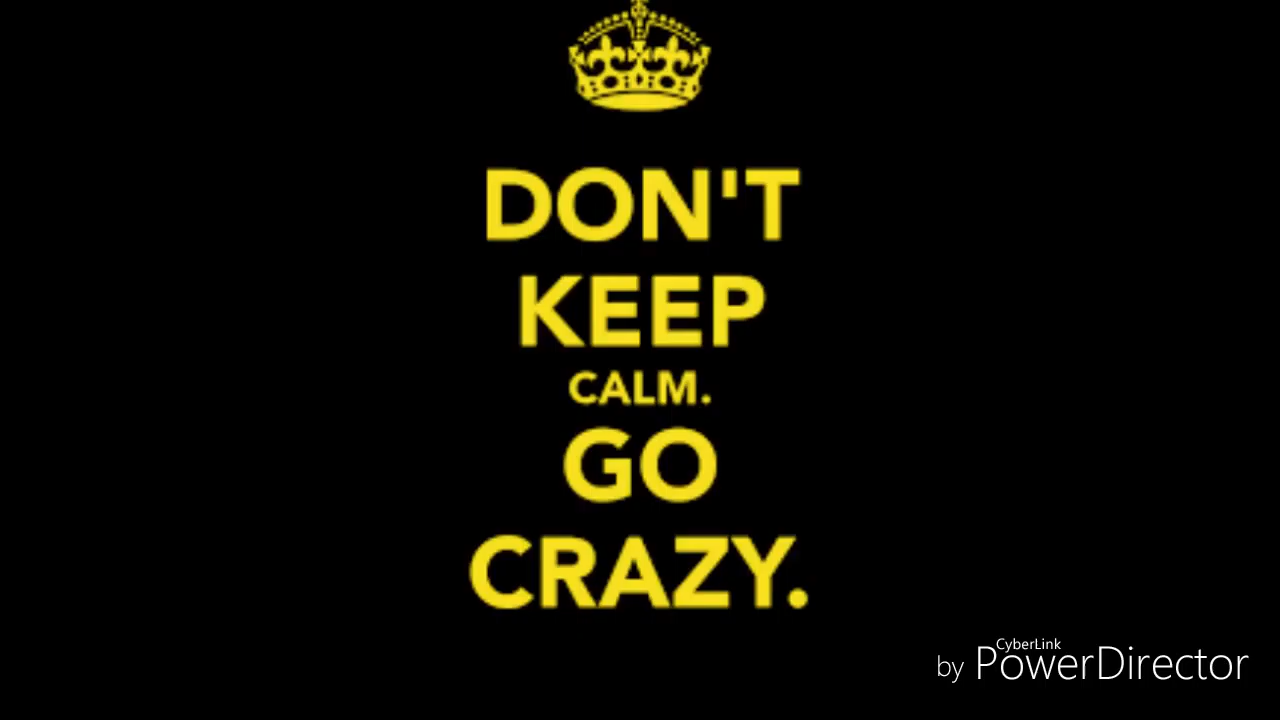 DON'T
KEEP
CALM.
GO
CRAZY.
CyberLink
by PowerDirector